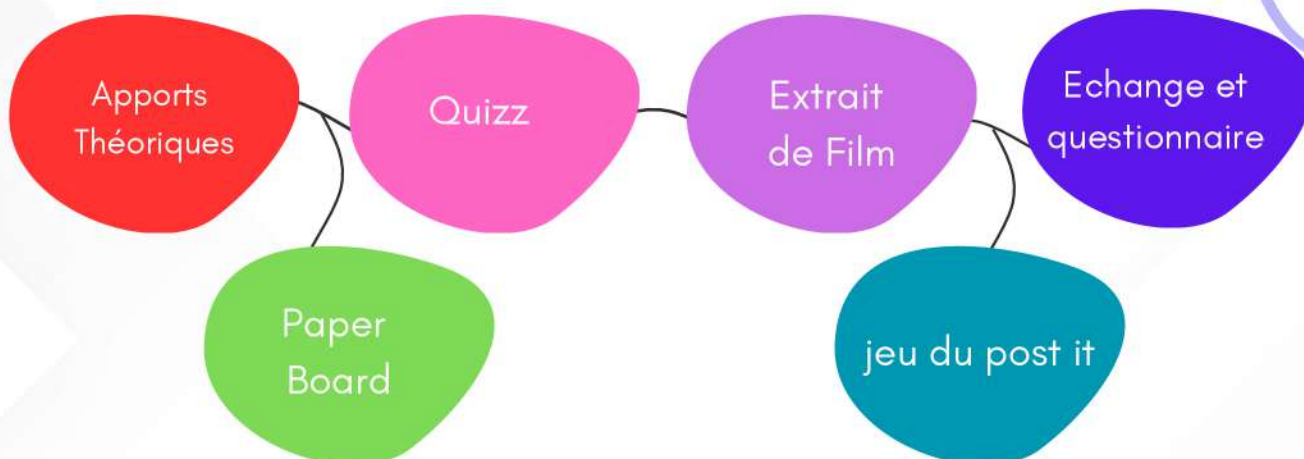 Apports
Théoriques
Quizz
Extrait
de Film
Echange et
questionnaire
Paper
Board
jeu du post it